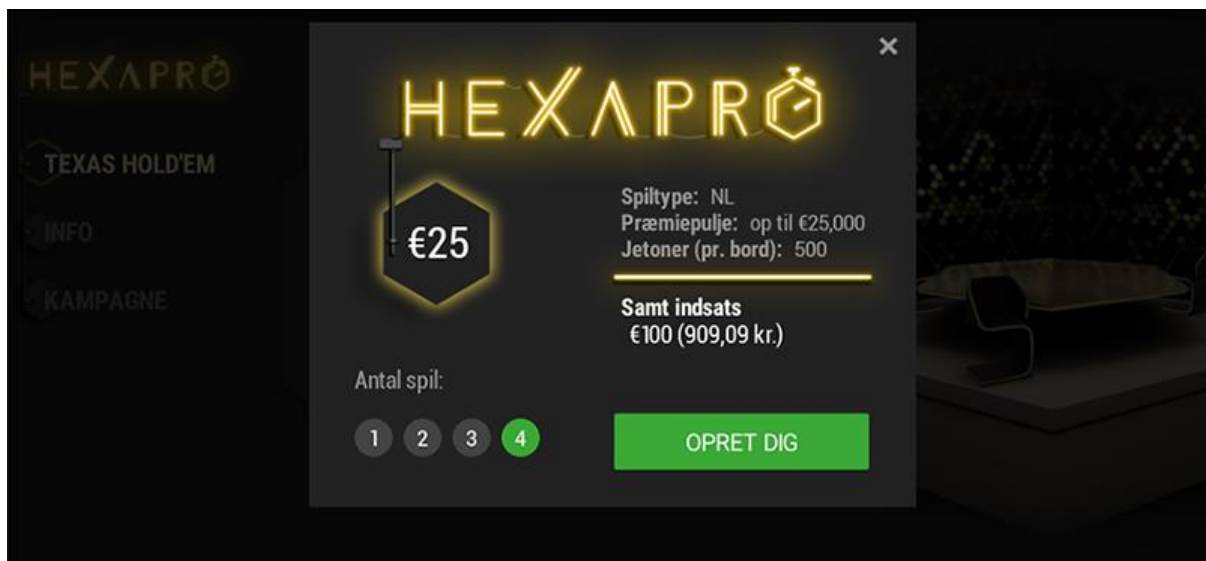 HEXAPRO
TEXAS HOLD'EM
INFO
KAMPAGNE
×
HEXAPRO
€25
Spiltype: NL
Præmiepulje: op til €25,000
Jetoner (pr. bord): 500
Samt indsats
€100 (909,09 kr.)
Antal spil:
1 2 3 4
OPRET DIG